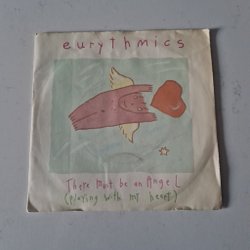 eurythmics
There must be an Angel
(playing with my heart)